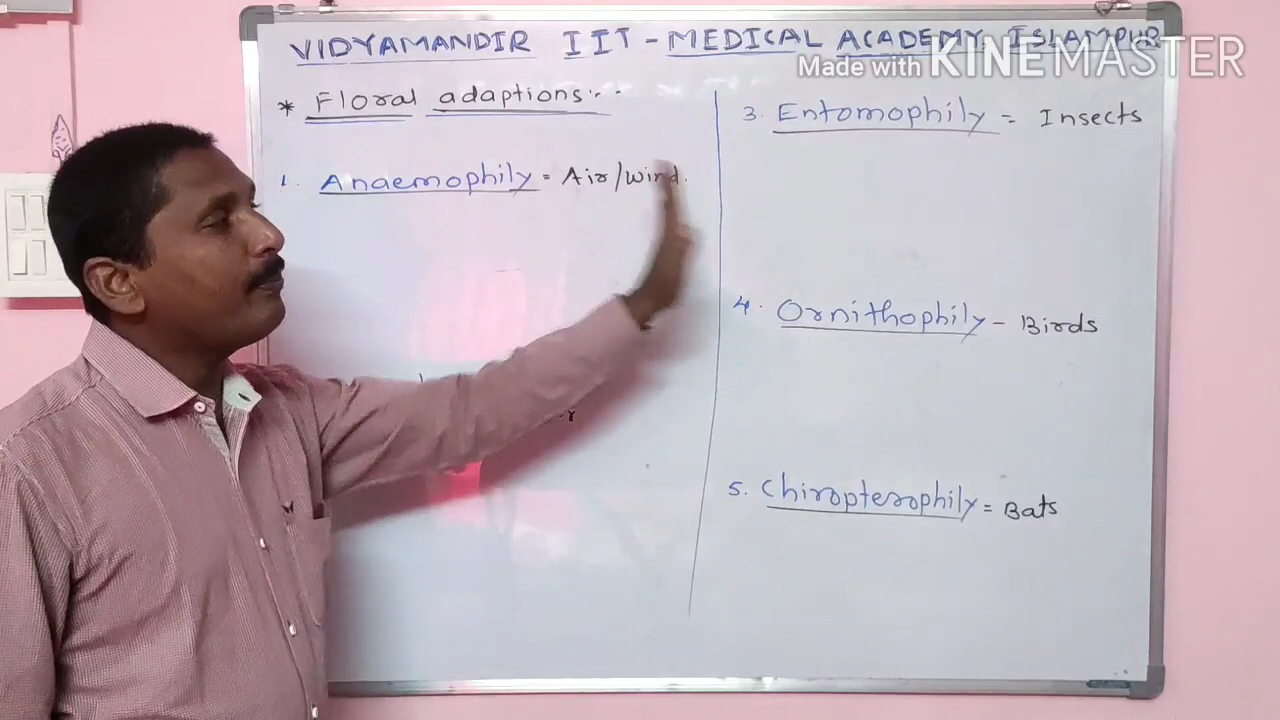 VIDYAMANDIR IIT - MEDICAL ACADEMY ISLAMPUR
Made with KINEMASTER
* Floral adaptions:- -
1. Anaemophily = Air/Wind.
3. Entomophily = Insects
4. Ornithophily - Birds
5. Chiropterophily = Bats